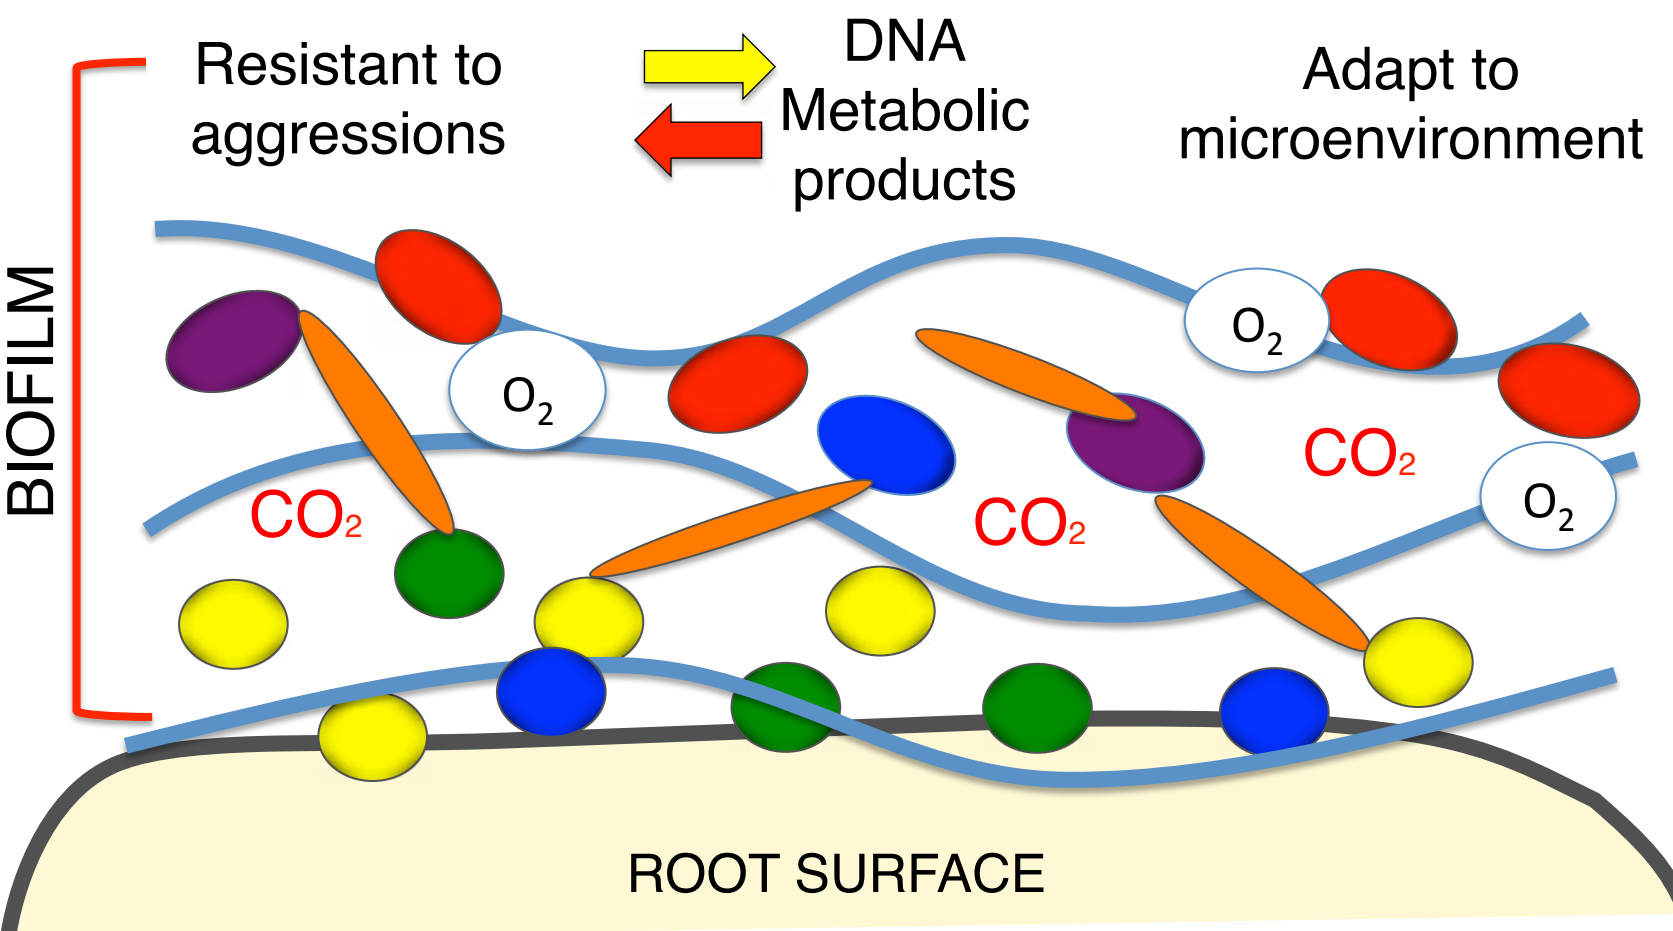 Resistant to
aggressions
DNA
Metabolic
products
Adapt to
microenvironment
BIOFILM
O2
O2
CO2
CO2
CO2
O2
ROOT SURFACE